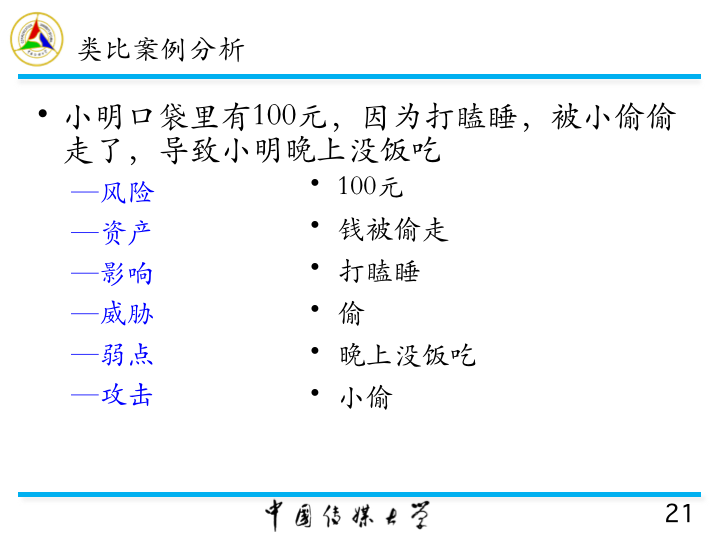 类比案例分析
• 小明口袋里有100元，因为打瞌睡，被小偷偷
走了，导致小明晚上没饭吃
—风险
—资产
—影响
—威胁
—弱点
—攻击
• 100元
• 钱被偷走
• 打瞌睡
• 偷
• 晚上没饭吃
• 小偷
中国传媒大学
21